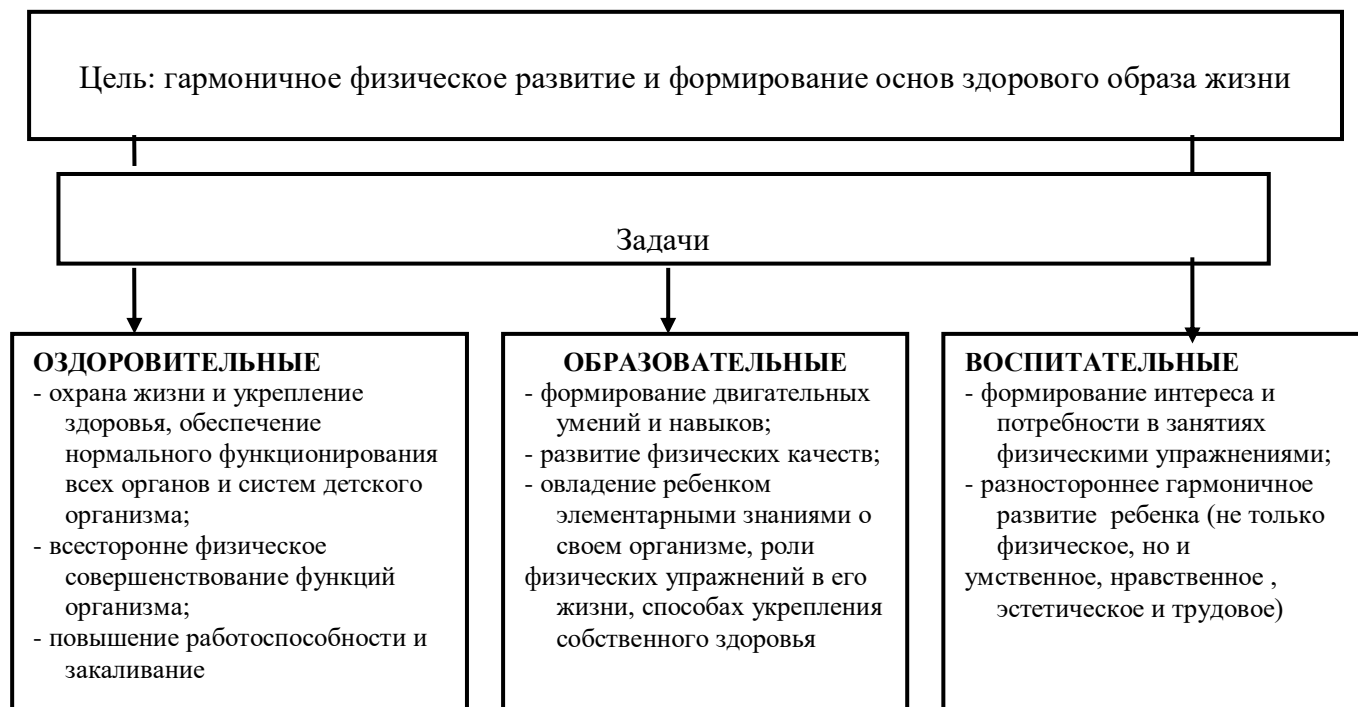 Цель: гармоничное физическое развитие и формирование основ здорового образа жизни
Задачи
ОЗДОРОВИТЕЛЬНЫЕ
- охрана жизни и укрепление
здоровья, обеспечение
нормального функционирования
всех органов и систем детского
организма;
- всесторонне физическое
совершенствование функций
организма;
- повышение работоспособности и
закаливание
ОБРАЗОВАТЕЛЬНЫЕ
- формирование двигательных
умений и навыков;
- развитие физических качеств;
- овладение ребенком
элементарными знаниями о
своем организме, роли
физических упражнений в его
жизни, способах укрепления
собственного здоровья
ВОСПИТАТЕЛЬНЫЕ
- формирование интереса и
потребности в занятиях
физическими упражнениями;
- разностороннее гармоничное
развитие  ребенка (не только
физическое, но и
умственное, нравственное ,
эстетическое и трудовое)